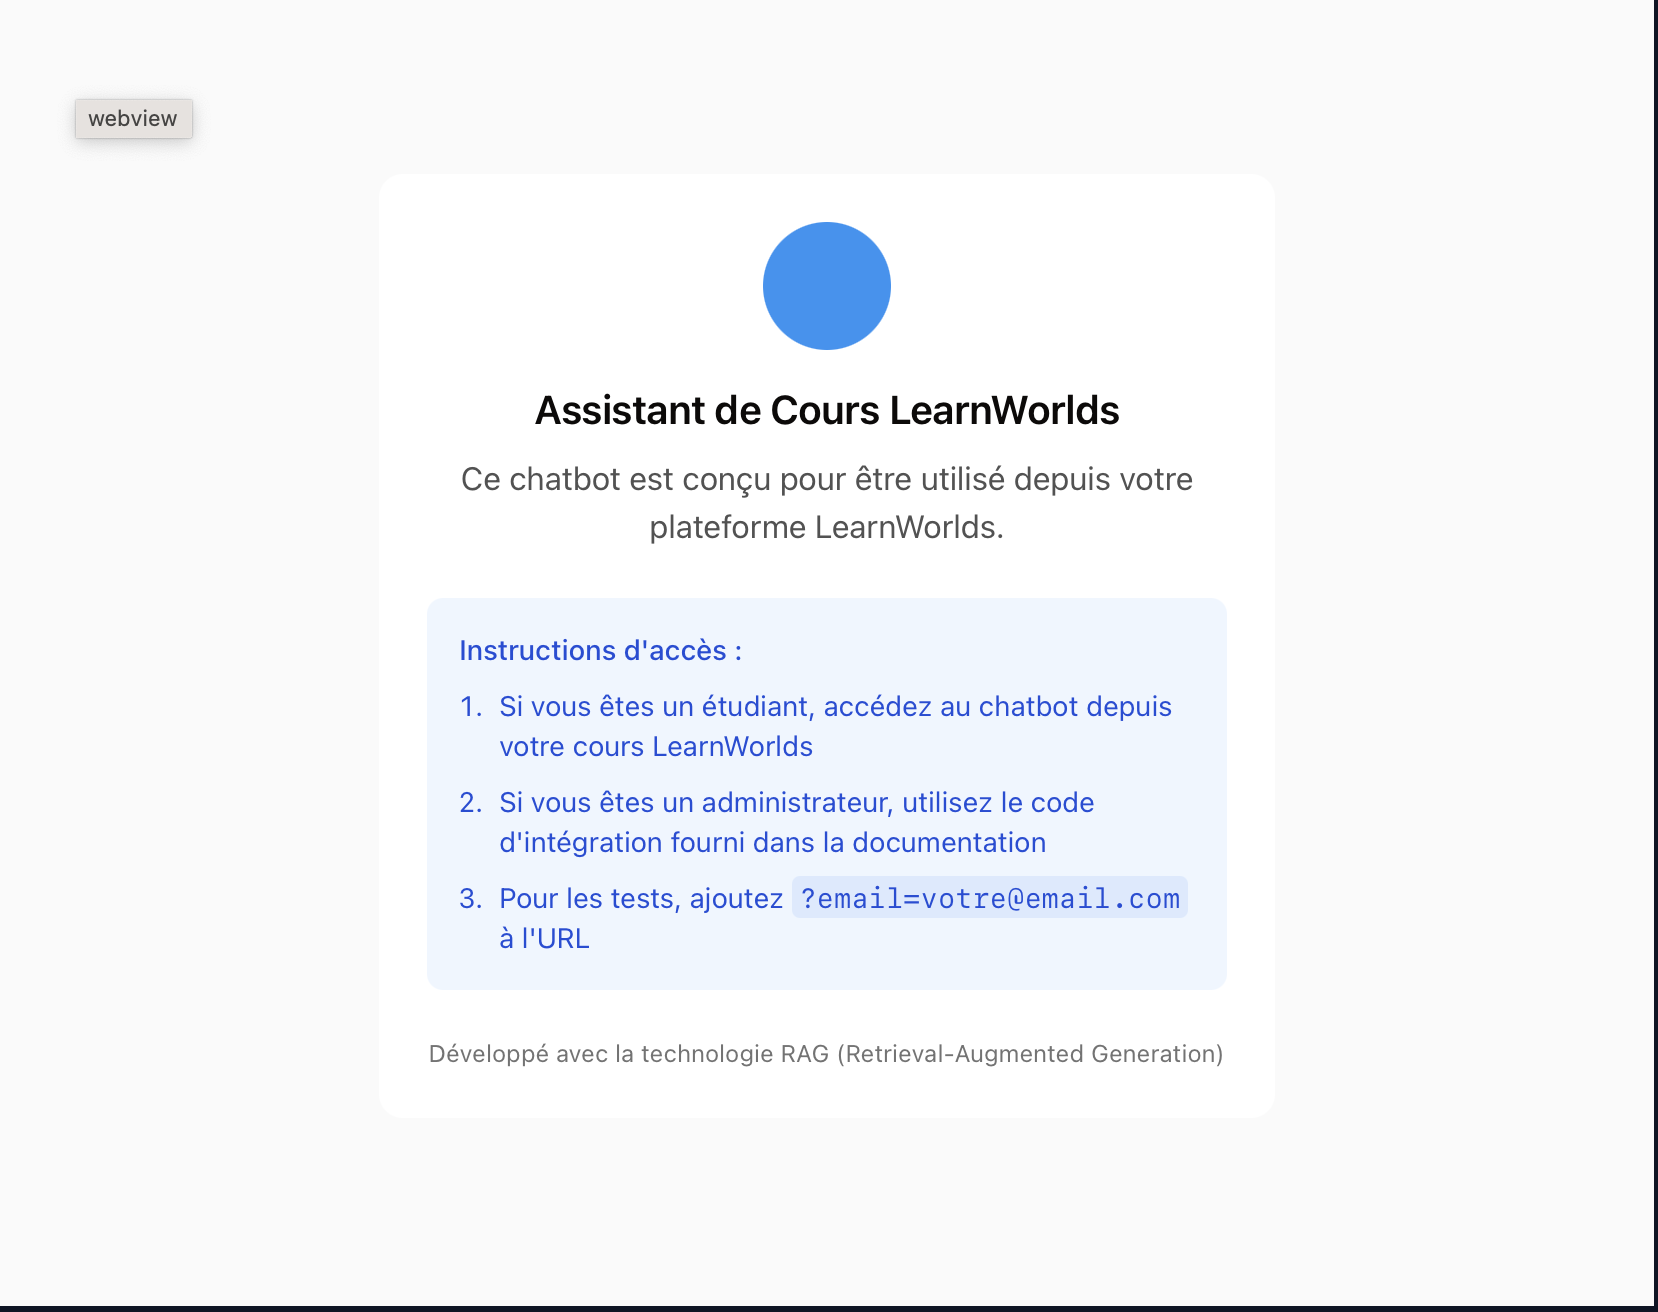 webview
Assistant de Cours LearnWorlds
Ce chatbot est conçu pour être utilisé depuis votre
plateforme LearnWorlds.
Instructions d'accès :
1. Si vous êtes un étudiant, accédez au chatbot depuis
votre cours LearnWorlds
2. Si vous êtes un administrateur, utilisez le code
d'intégration fourni dans la documentation
3. Pour les tests, ajoutez ?email=votre@email.com
à l'URL
Développé avec la technologie RAG (Retrieval-Augmented Generation)